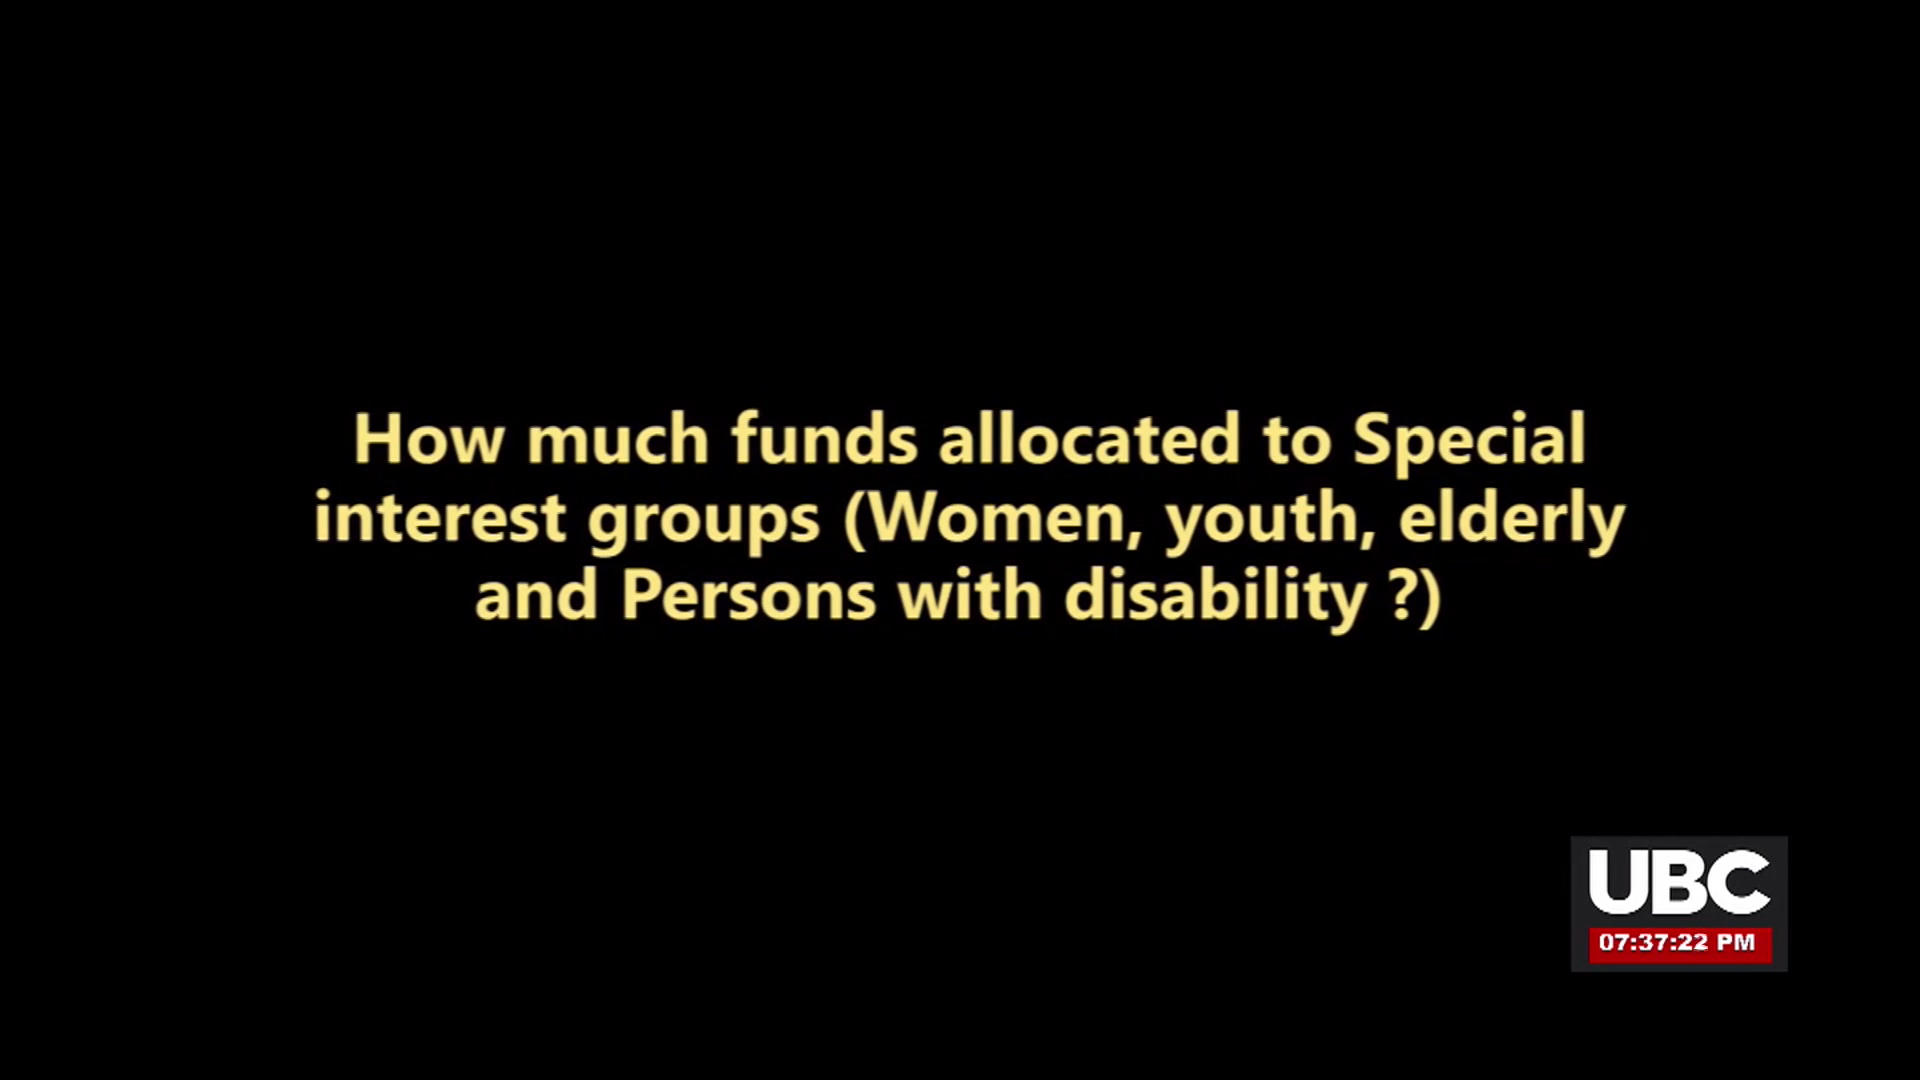 How much funds allocated to Special
interest groups (Women, youth, elderly
and Persons with disability ?)
UBC
07:37:22 PM